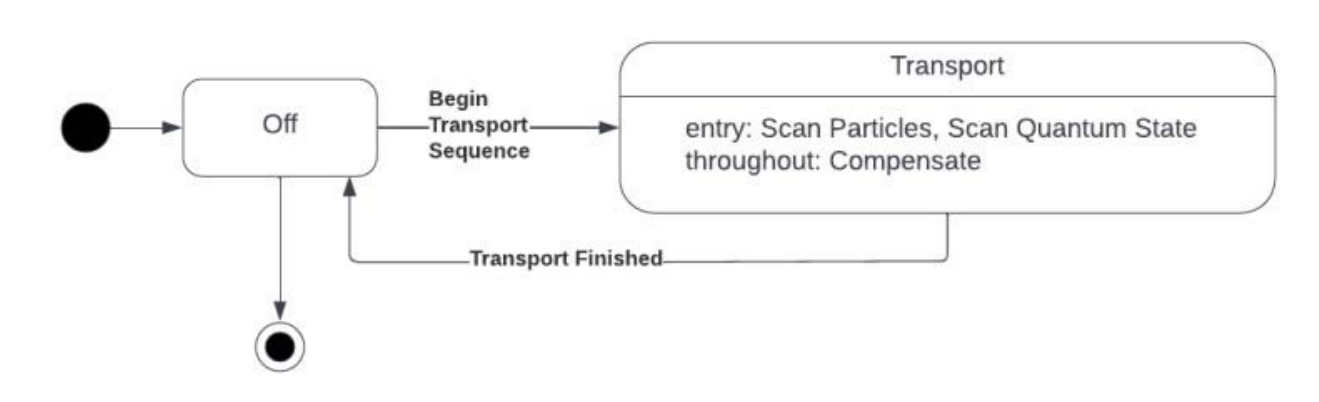 Off
Begin
Transport
Sequence
Transport
entry: Scan Particles, Scan Quantum State
throughout: Compensate
Transport Finished